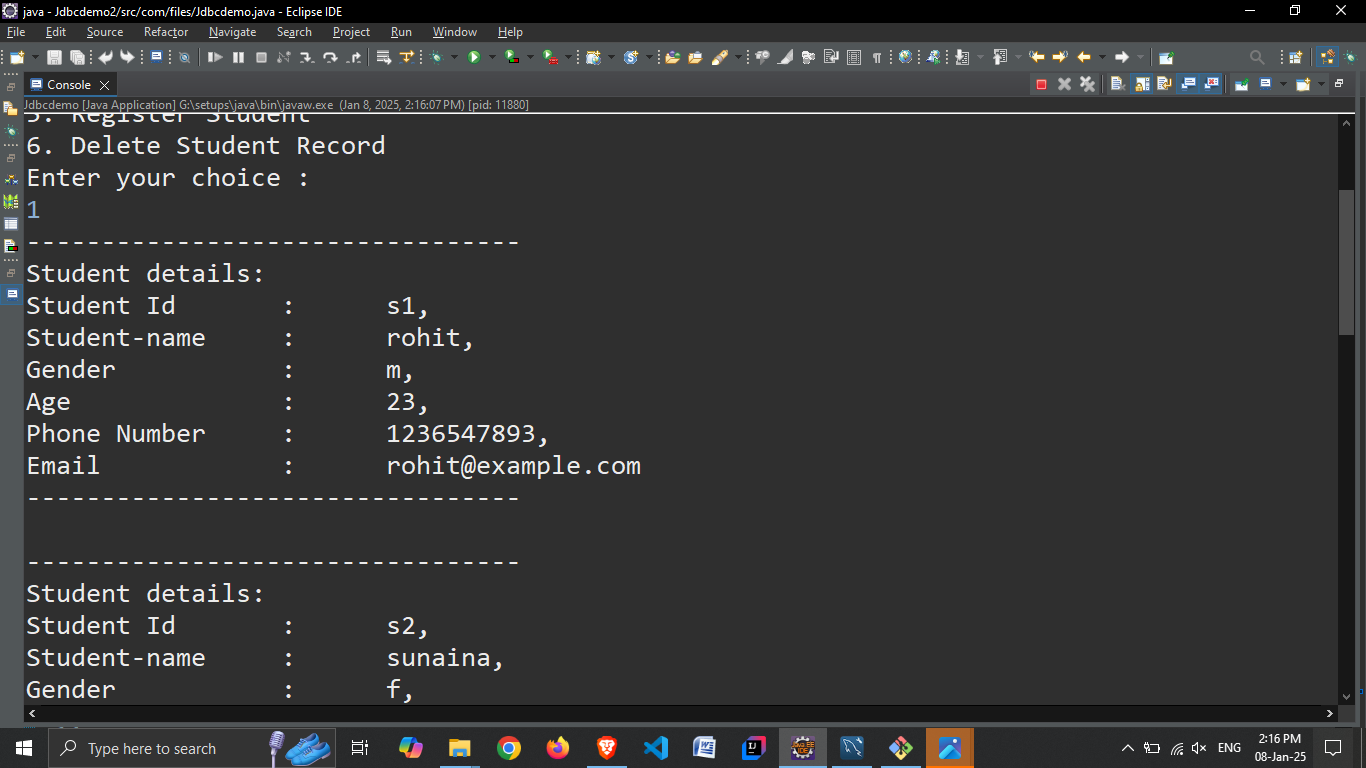 java - Jdbcdemo2/src/com/files/Jdbcdemo.java - Eclipse IDE
File Edit Source Refactor Navigate Search Project Run Window Help
Console
Jdbcdemo [Java Application] G:\setups\java\bin\javaw.exe (Jan 8, 2025, 2:16:07 PM) [pid: 11880]
5. Register Student
6. Delete Student Record
Enter your choice :
1
---------------------------------
Student details:
Student Id : s1,
Student-name : rohit,
Gender : m,
Age : 23,
Phone Number : 1236547893,
Email : rohit@example.com
---------------------------------
---------------------------------
Student details:
Student Id : s2,
Student-name : sunaina,
Gender : f,
Type here to search
ENG
2:16 PM
08-Jan-25